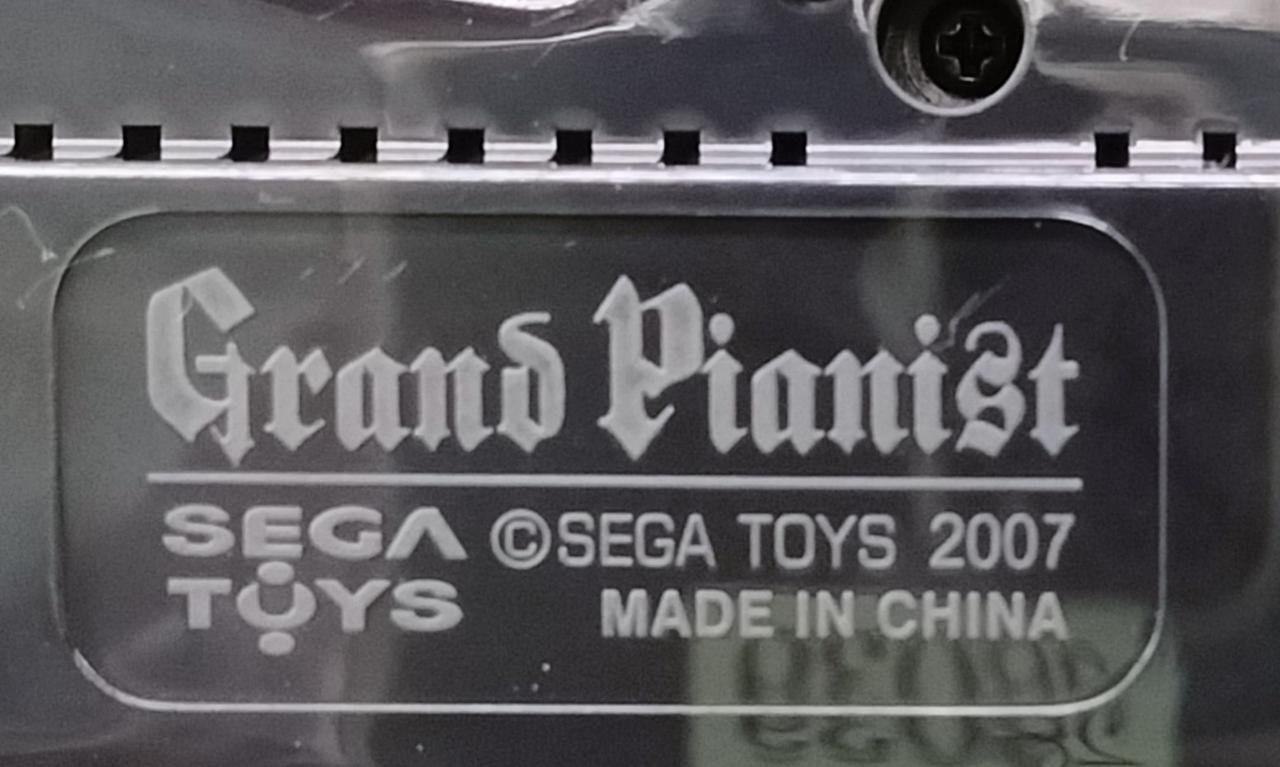 Grand Pianist
SEGA TOYS
©SEGA TOYS 2007
MADE IN CHINA